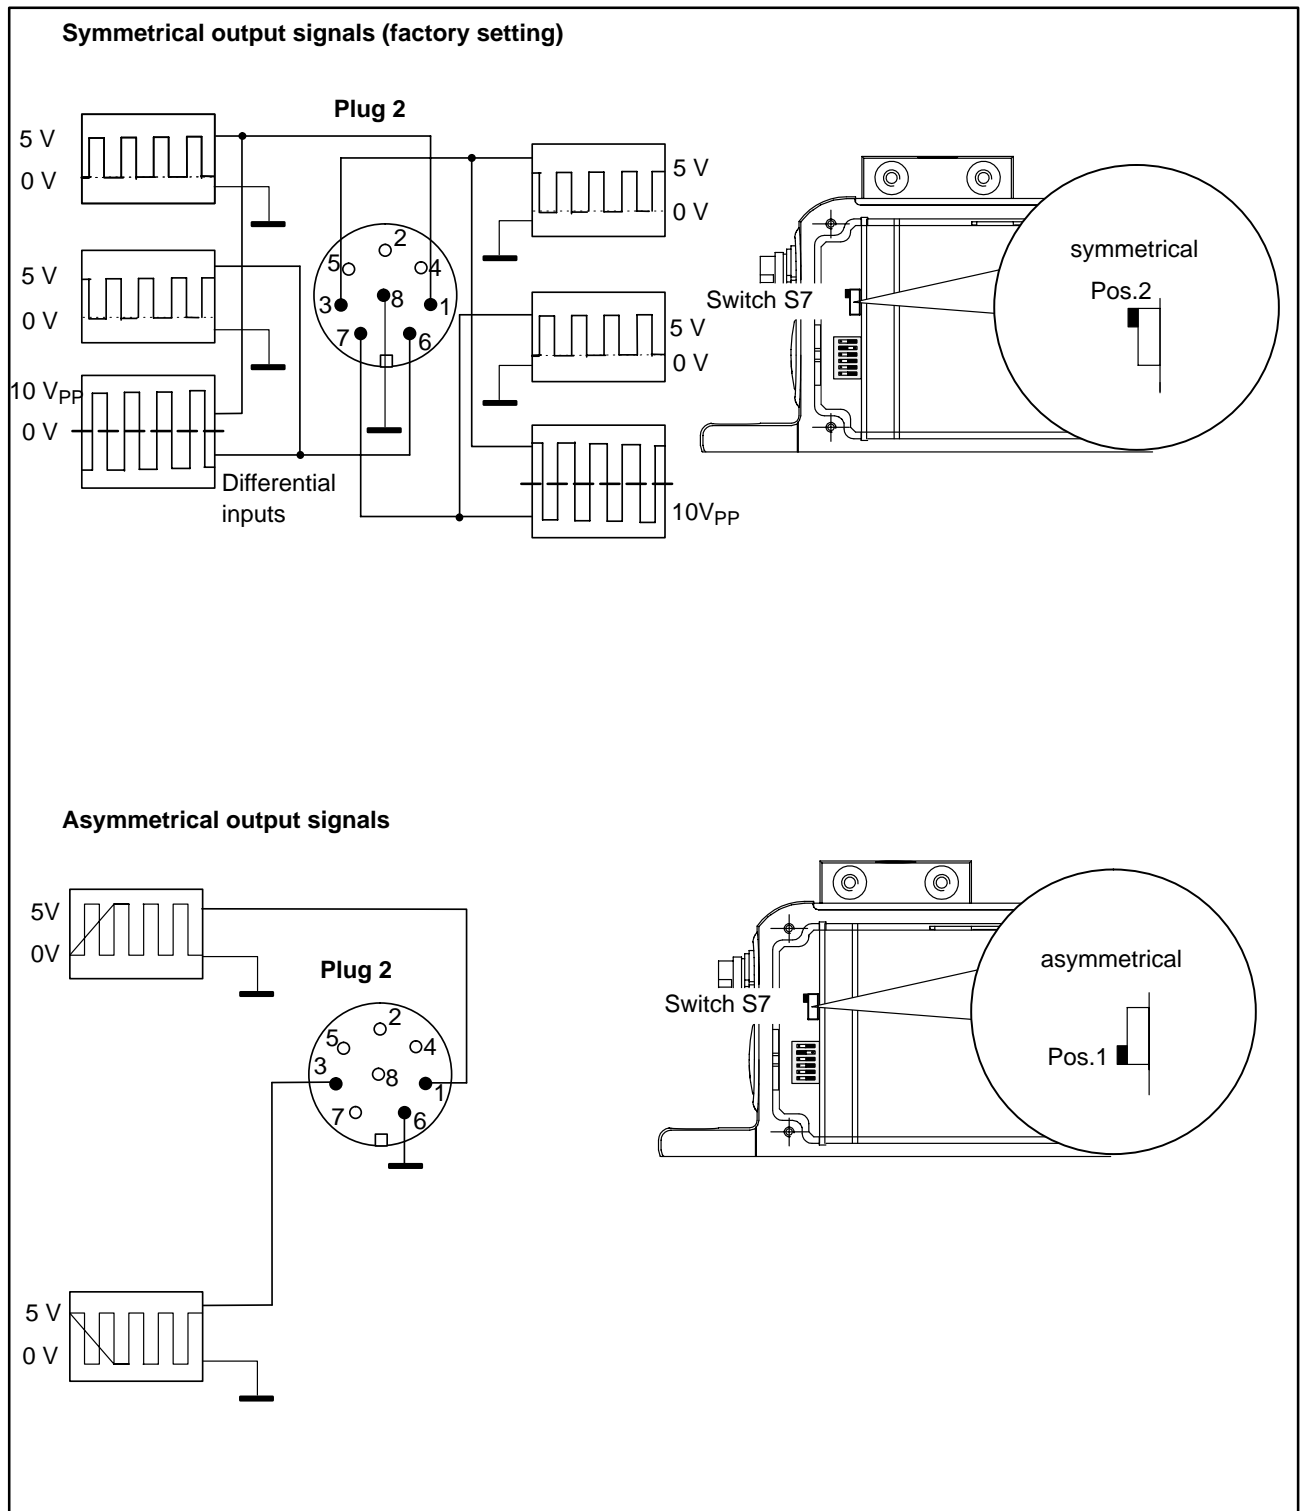 Symmetrical output signals (factory setting)
Plug 2
5 V
0 V
5 V
0 V
10 VPP
0 V
Differential
inputs
2
5
4
3
8
1
7
6
5 V
0 V
5 V
0 V
10VPP
Switch S7
symmetrical
Pos.2
Asymmetrical output signals
5V
0V
Plug 2
2
5
4
3
8
1
7
6
5 V
0 V
Switch S7
asymmetrical
Pos.1